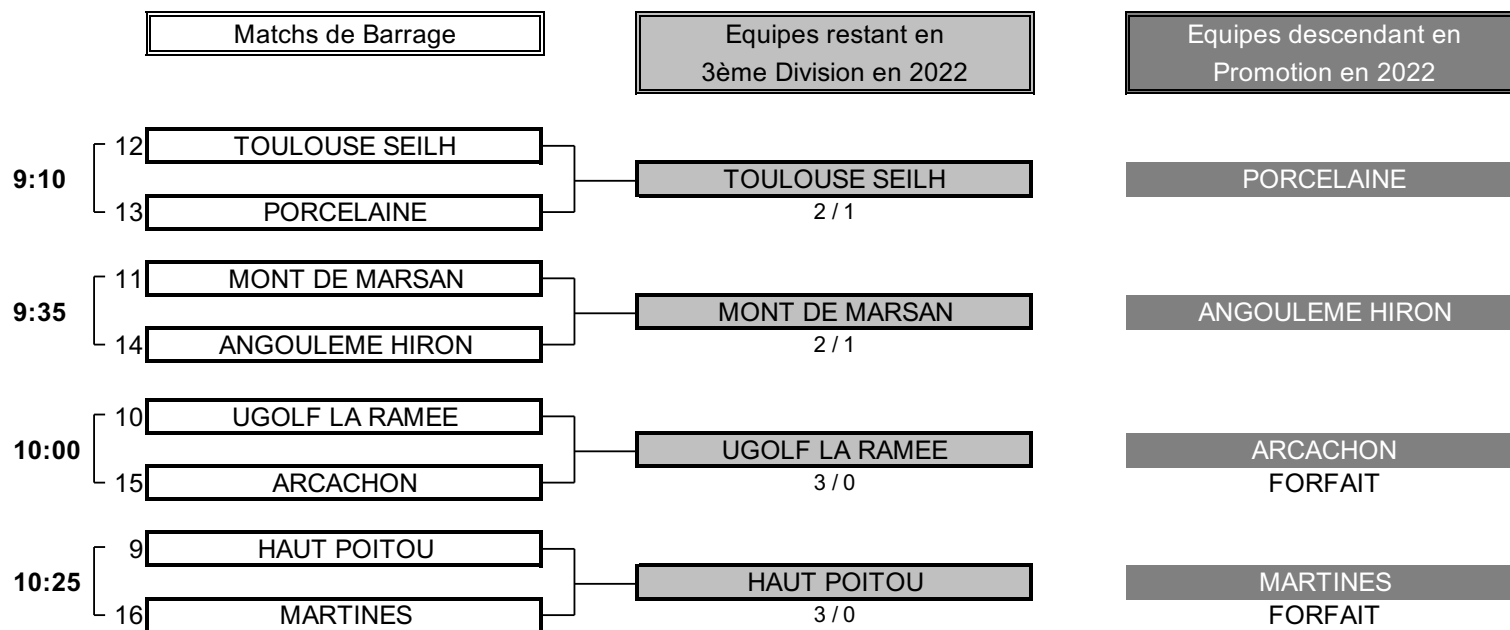 Matchs de Barrage
Equipes restant en
3ème Division en 2022
Equipes descendant en
Promotion en 2022
12 TOULOUSE SEILH
9:10 TOULOUSE SEILH PORCELAINE
13 PORCELAINE 2 / 1
11 MONT DE MARSAN
9:35 MONT DE MARSAN ANGOULEME HIRON
14 ANGOULEME HIRON 2 / 1
10 UGOLF LA RAMEE
10:00 UGOLF LA RAMEE ARCACHON
15 ARCACHON 3 / 0 FORFAIT
9 HAUT POITOU
10:25 HAUT POITOU MARTINES
16 MARTINES 3 / 0 FORFAIT